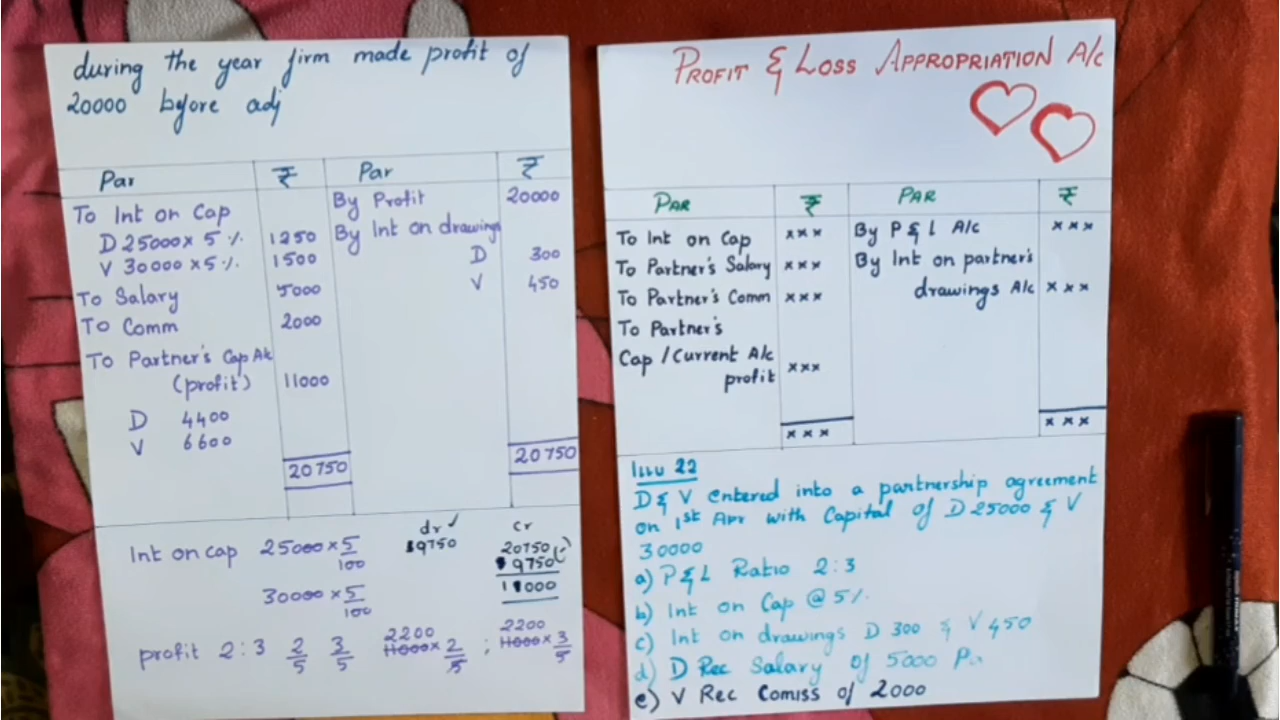 during the year firm made profit of
20000 before adj
Par ₹ Par ₹
To Int on Cap By Profit 20000
D 25000 x 5 % 1250 By Int on drawings
V 30000 x 5 % 1500 D 300
To Salary 5000 V 450
To Comm 2000
To Partner's Cap A/c
(profit) 11000
D 4400
V 6600
20750 20750
Int on cap 25000 x 5/100 dr ✓ 9750 cr 20750 (-)
9750
30000 x 5/100 11000
profit 2:3 2/5 3/5 2200 11000 x 2/5 ; 2200 11000 x 3/5
PROFIT & LOSS APPROPRIATION A/c
PAR ₹ PAR ₹
To Int on Cap xxx By P & L A/c xxx
To Partner's Salary xxx By Int on partner's
To Partner's Comm xxx drawings A/c xxx
To Partner's
Cap / Current A/c
profit xxx
xxx xxx
Illu 22
D & V entered into a partnership agreement
on 1st Apr with Capital of D 25000 & V
30000
a) P & L Ratio 2:3
b) Int on Cap @ 5%
c) Int on drawings D 300 & V 450
d) D Rec Salary of 5000 Pa
e) V Rec Comiss of 2000